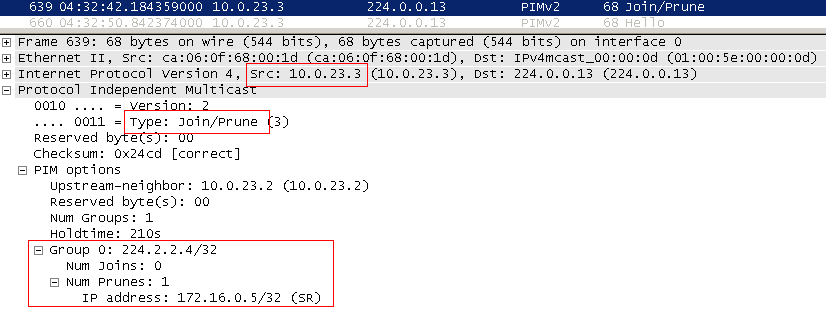 639 04:32:42.184359000 10.0.23.3 224.0.0.13 PIMv2 68 Join/Prune
660 04:32:50.842374000 10.0.23.3 224.0.0.13 PIMv2 68 Hello
Frame 639: 68 bytes on wire (544 bits), 68 bytes captured (544 bits) on interface 0
Ethernet II, Src: ca:06:0f:68:00:1d (ca:06:0f:68:00:1d), Dst: IPv4mcast_00:00:0d (01:00:5e:00:00:0d)
Internet Protocol Version 4, Src: 10.0.23.3 (10.0.23.3), Dst: 224.0.0.13 (224.0.0.13)
Protocol Independent Multicast
0010 .... = Version: 2
.... 0011 = Type: Join/Prune (3)
Reserved byte(s): 00
Checksum: 0x24cd [correct]
PIM options
Upstream-neighbor: 10.0.23.2 (10.0.23.2)
Reserved byte(s): 00
Num Groups: 1
Holdtime: 210s
Group 0: 224.2.2.4/32
Num Joins: 0
Num Prunes: 1
IP address: 172.16.0.5/32 (SR)